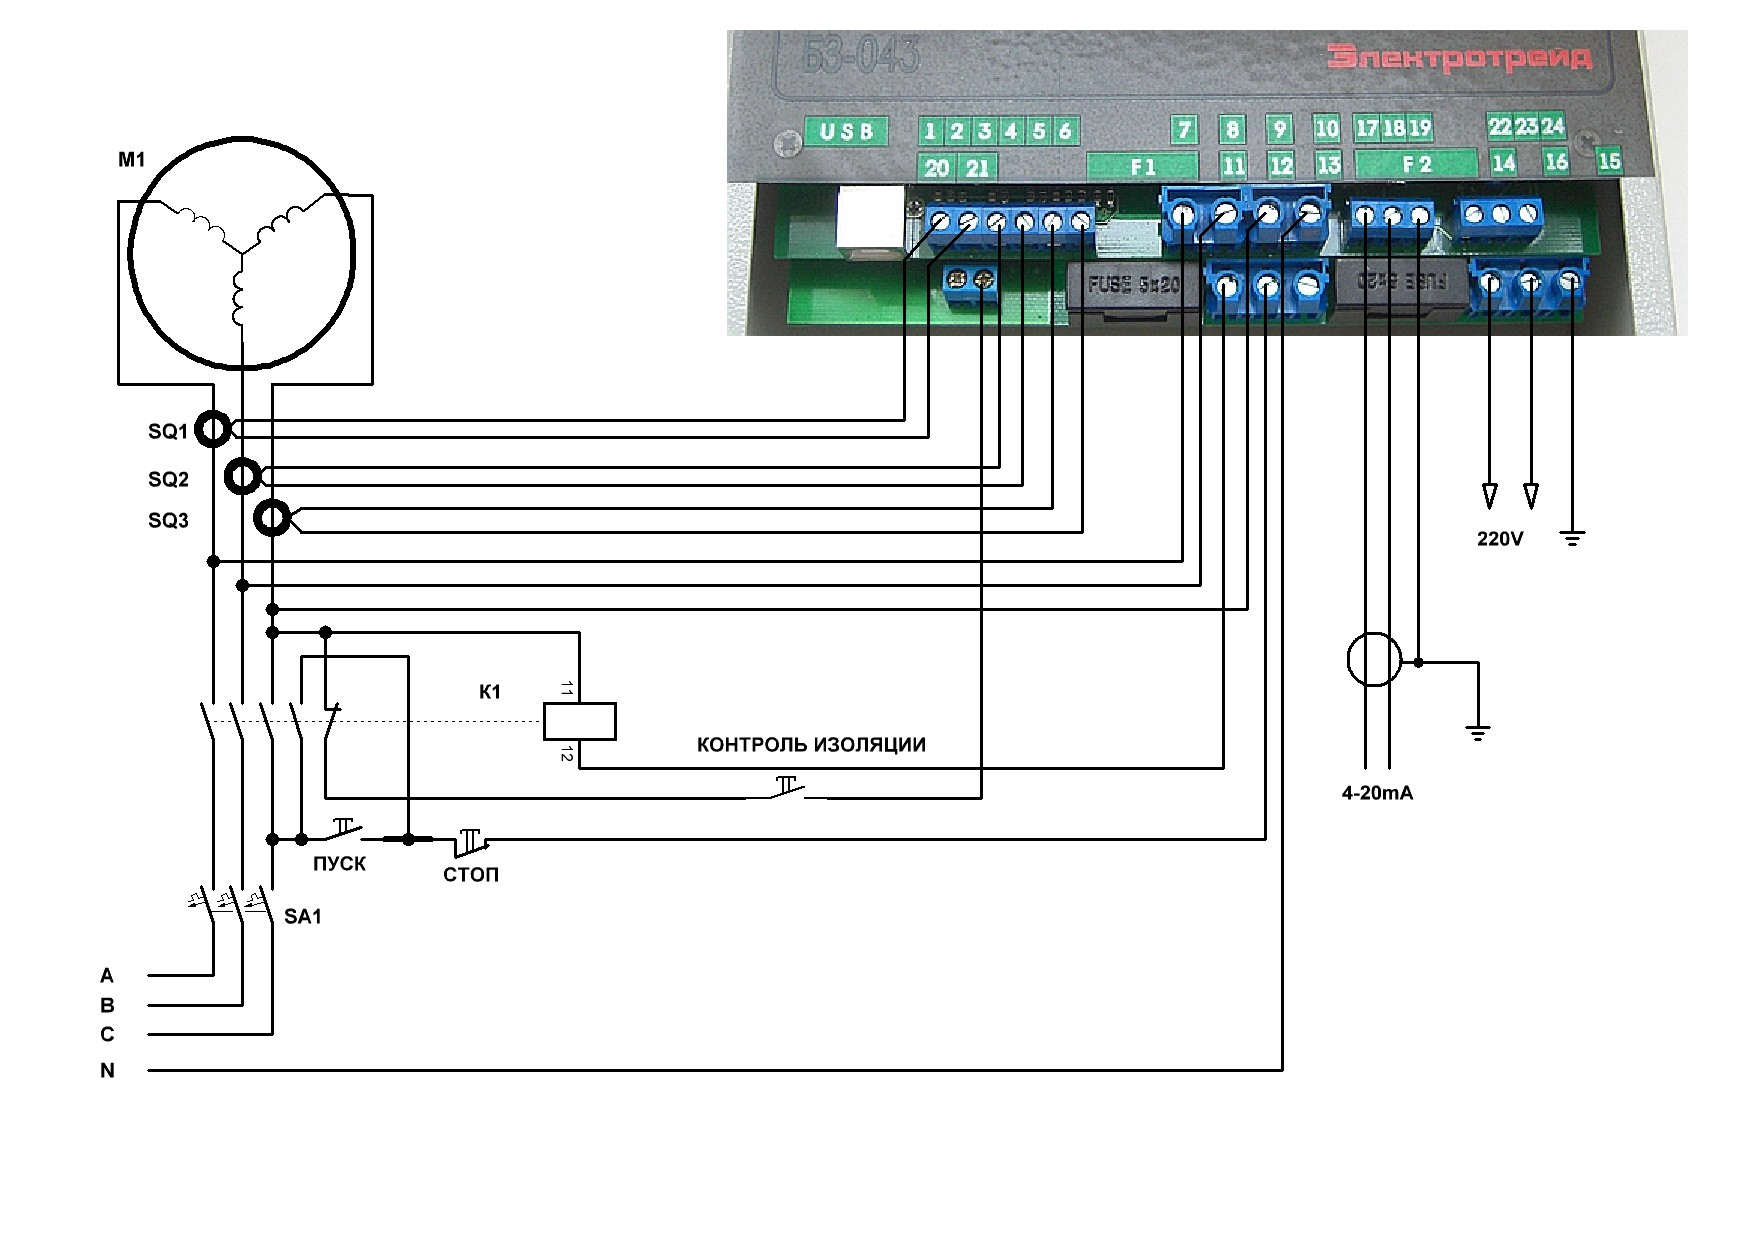 БЗ-043
Электротрейд
USB 1 2 3 4 5 6 7 8 9 10 17 18 19 22 23 24
20 21 F1 11 12 13 F2 14 16 15
FUSE 5x20
FUSE 5x20
M1
SQ1
SQ2
SQ3
220V
11
К1
12
КОНТРОЛЬ ИЗОЛЯЦИИ
4-20mA
ПУСК
СТОП
SA1
A
B
C
N